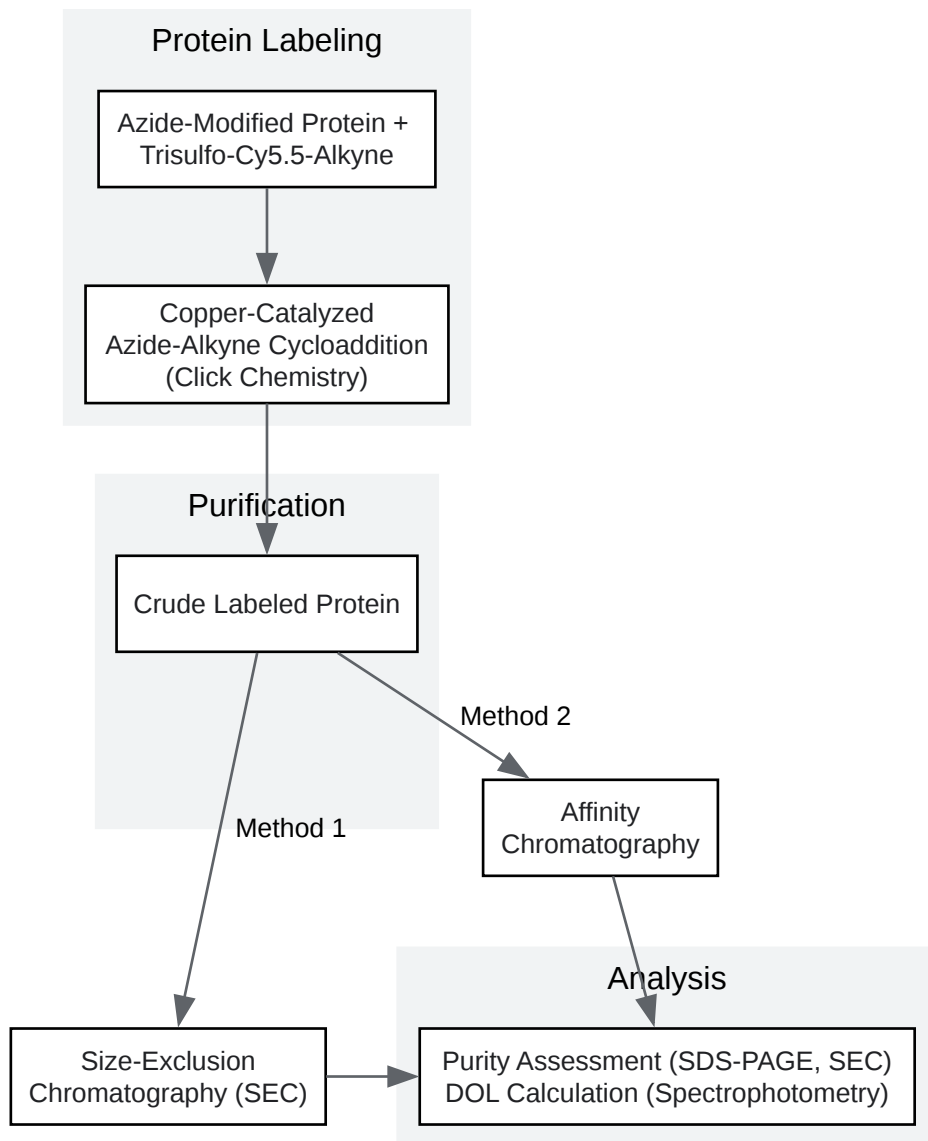 Protein Labeling
Azide-Modified Protein +
Trisulfo-Cy5.5-Alkyne
Copper-Catalyzed
Azide-Alkyne Cycloaddition
(Click Chemistry)
Purification
Crude Labeled Protein
Method 2
Affinity
Chromatography
Method 1
Analysis
Size-Exclusion
Chromatography (SEC)
Purity Assessment (SDS-PAGE, SEC)
DOL Calculation (Spectrophotometry)